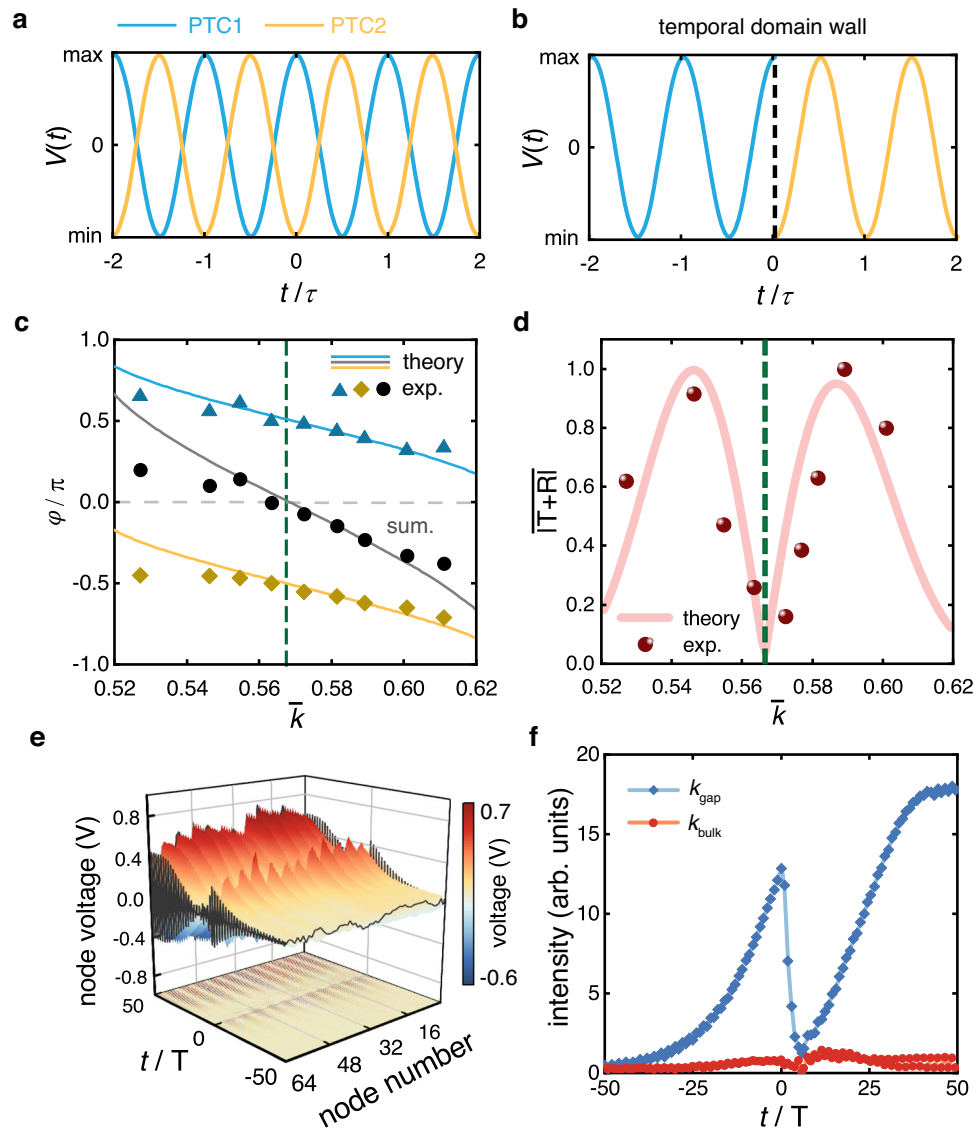 a
PTC1 PTC2
max
0
min
V(t)
-2 -1 0 1 2
t / τ
b
temporal domain wall
max
0
min
V(t)
-2 -1 0 1 2
t / τ
c
1.0
0.5
0.0
-0.5
-1.0
φ / π
theory
exp.
sum.
0.52 0.54 0.56 0.58 0.60 0.62
k̄
d
1.0
0.8
0.6
0.4
0.2
0.0
|T+R|
theory
exp.
0.52 0.54 0.56 0.58 0.60 0.62
k̄
e
0.8
0.4
0.0
-0.4
-0.8
node voltage (V)
50
0
-50
t / T
64
48
32
16
node number
0.7
-0.6
voltage (V)
f
20
15
10
5
0
intensity (arb. units)
k gap
k bulk
-50 -25 0 25 50
t / T